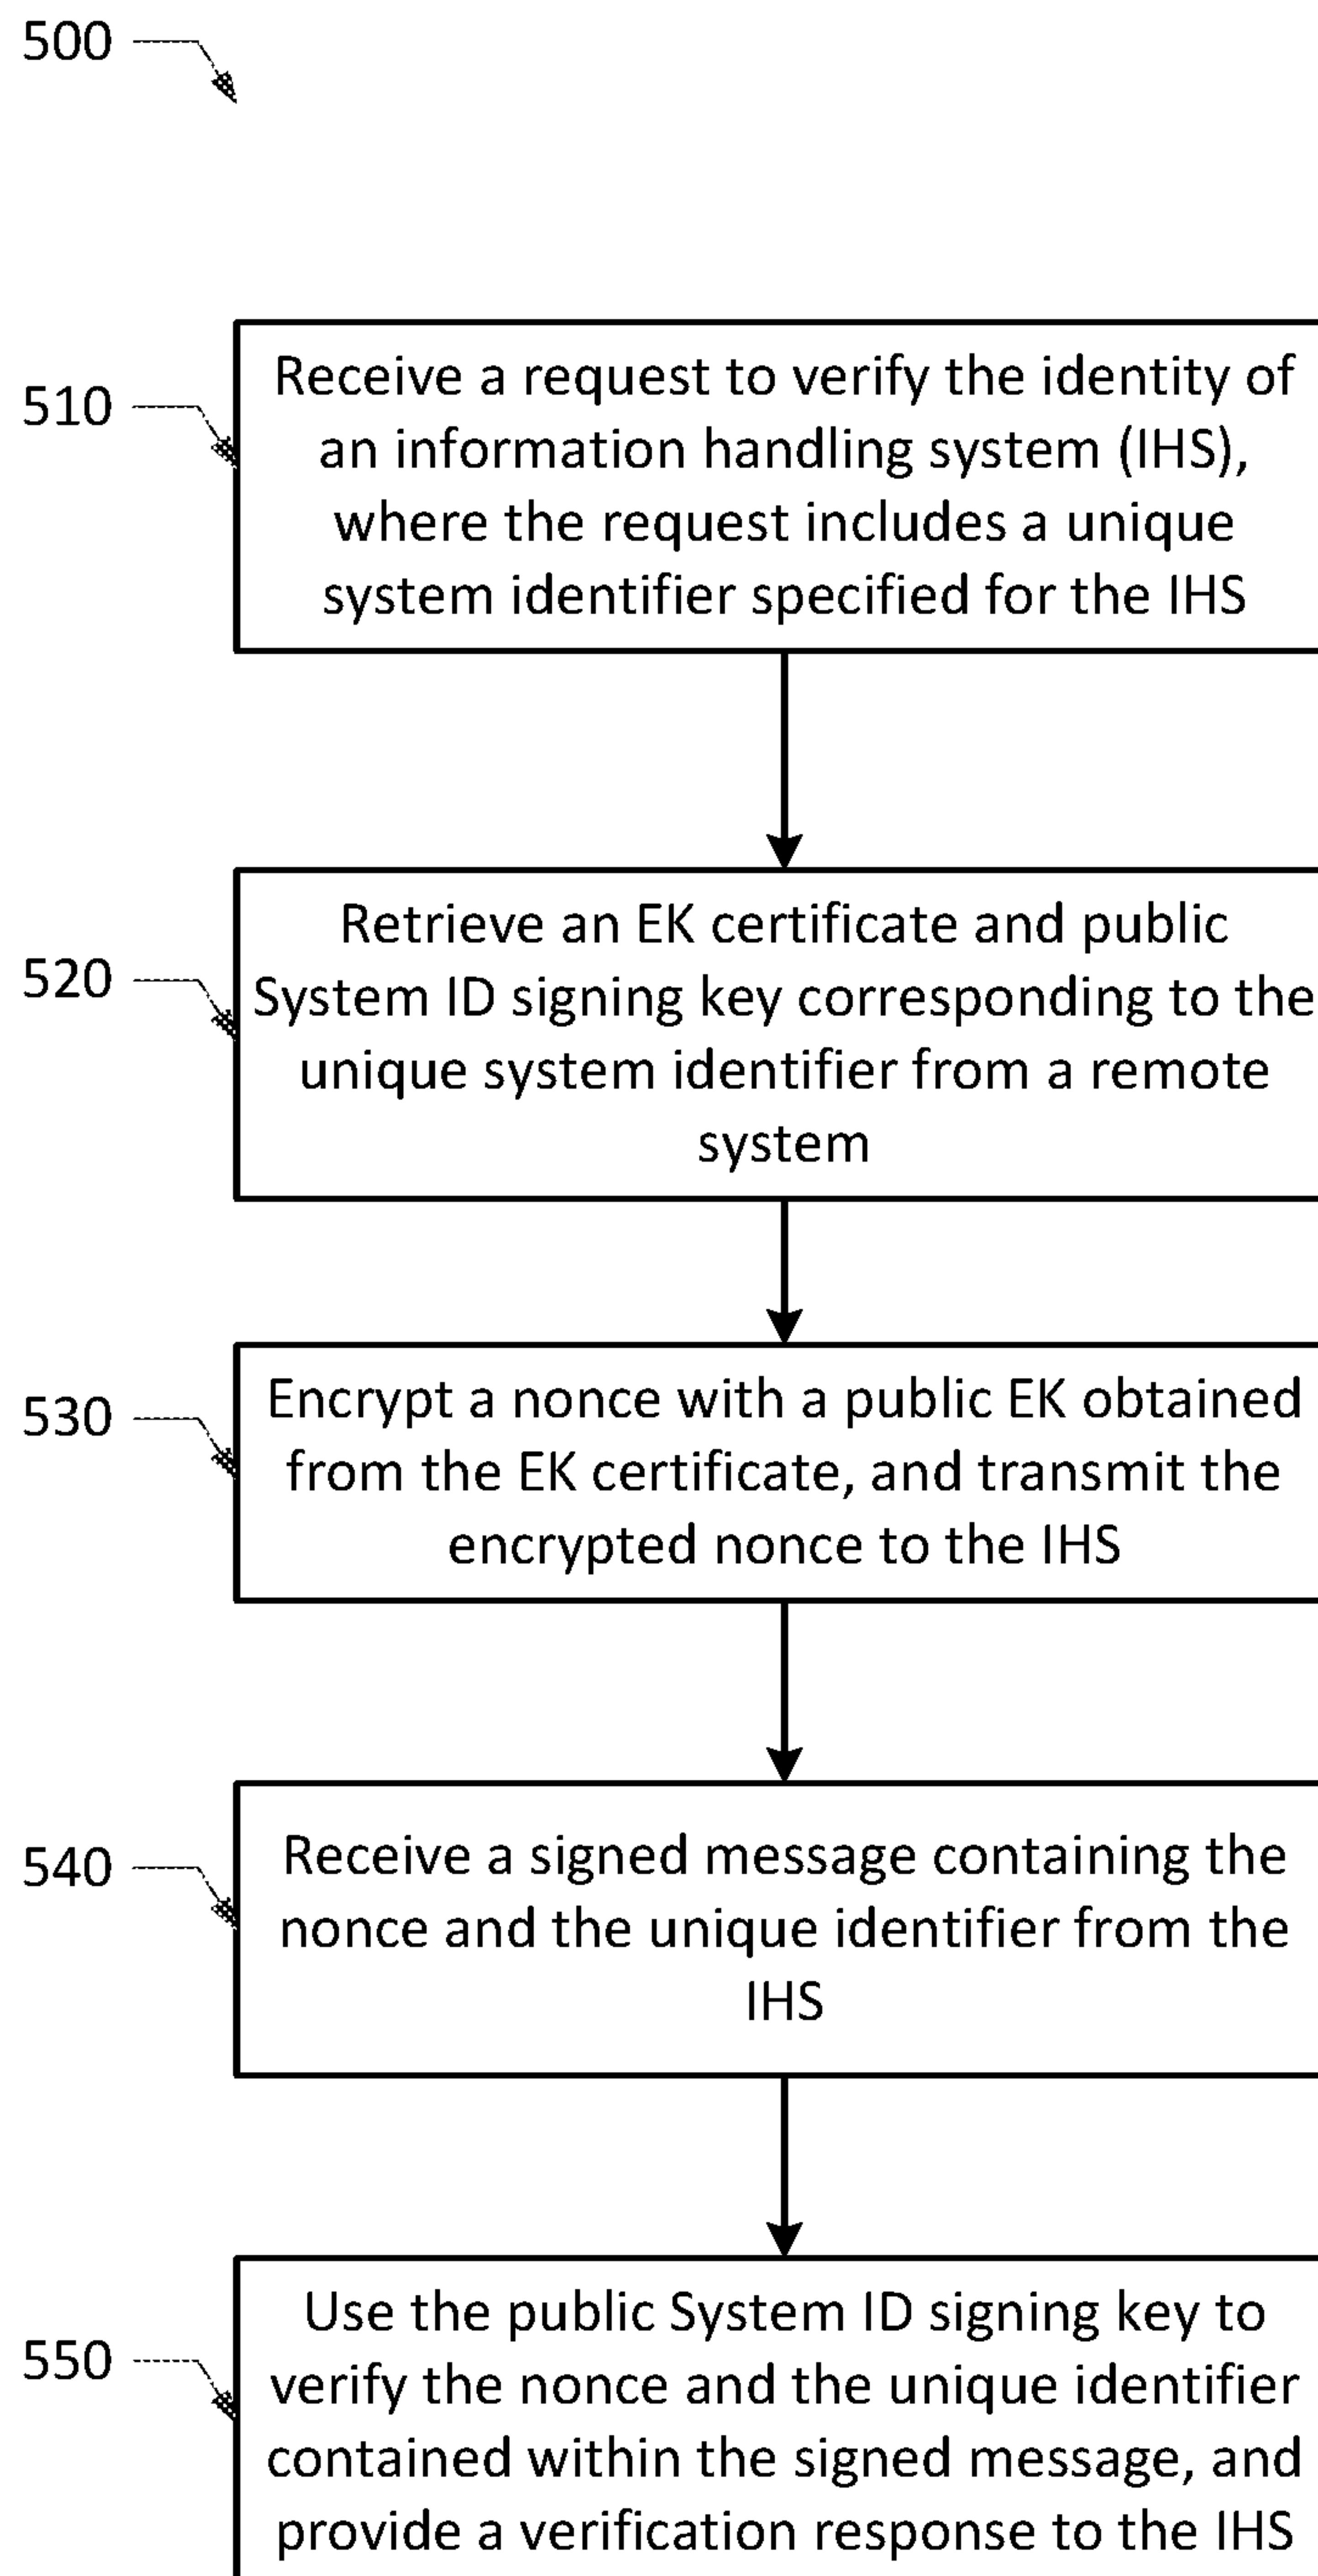 500
510
Receive a request to verify the identity of
an information handling system (IHS),
where the request includes a unique
system identifier specified for the IHS
520
Retrieve an EK certificate and public
System ID signing key corresponding to the
unique system identifier from a remote
system
530
Encrypt a nonce with a public EK obtained
from the EK certificate, and transmit the
encrypted nonce to the IHS
540
Receive a signed message containing the
nonce and the unique identifier from the
IHS
550
Use the public System ID signing key to
verify the nonce and the unique identifier
contained within the signed message, and
provide a verification response to the IHS